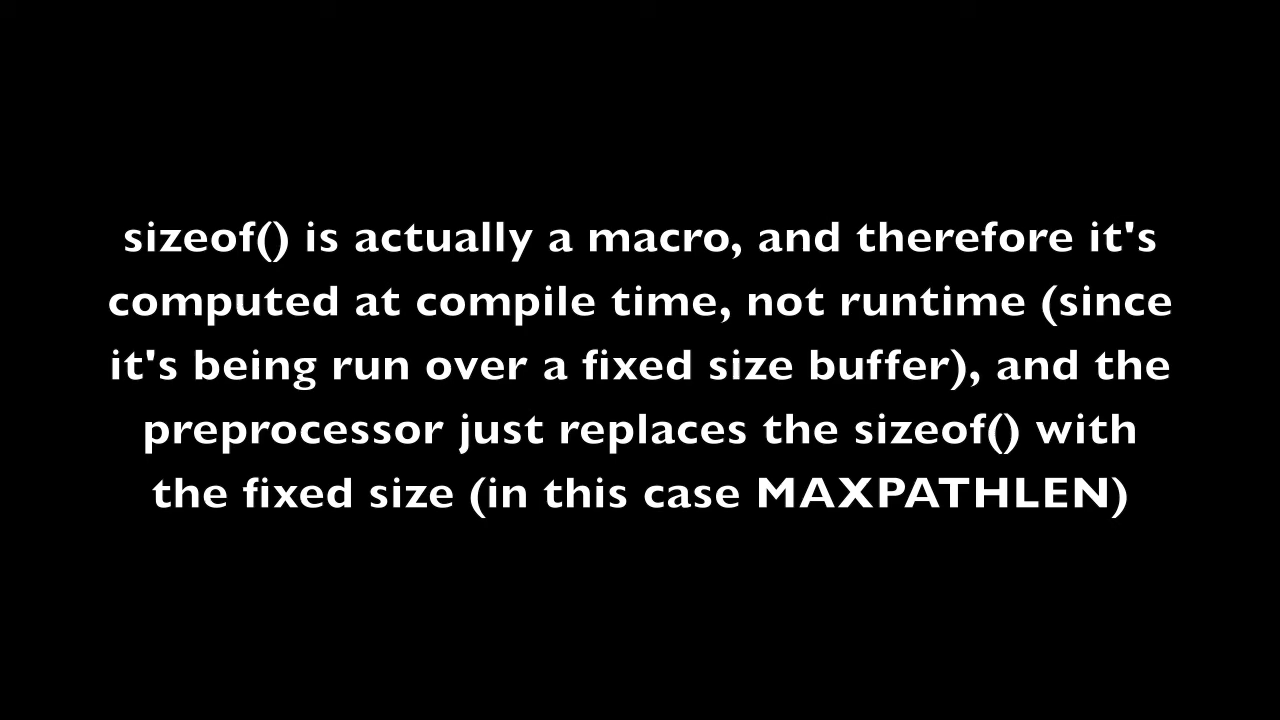 sizeof() is actually a macro, and therefore it's
computed at compile time, not runtime (since
it's being run over a fixed size buffer), and the
preprocessor just replaces the sizeof() with
the fixed size (in this case MAXPATHLEN)